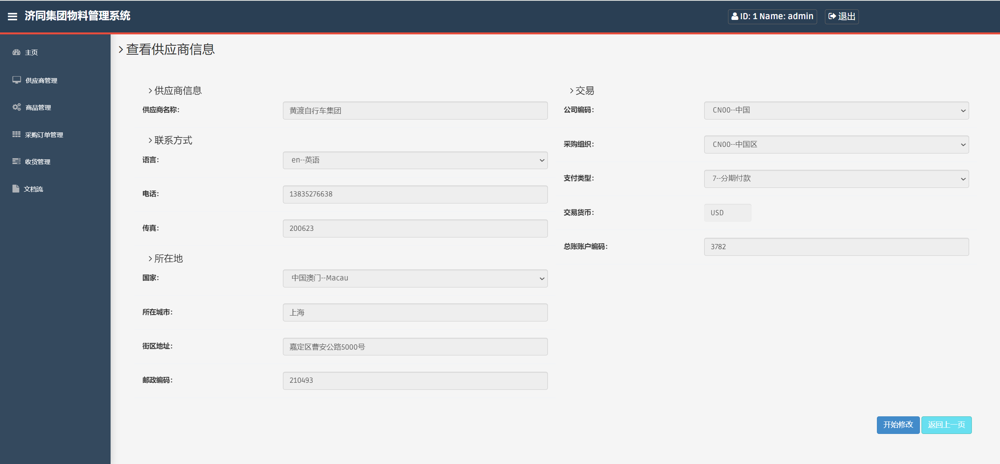 济同集团物料管理系统
ID: 1 Name: admin
退出
主页
供应商管理
商品管理
采购订单管理
收货管理
文档流
查看供应商信息
供应商信息
供应商名称：
黄渡自行车集团
联系方式
语言：
en--英语
电话：
13835276638
传真：
200623
所在地
国家：
中国澳门--Macau
所在城市：
上海
街区地址：
嘉定区曹安公路5000号
邮政编码：
210493
交易
公司编码：
CN00--中国
采购组织：
CN00--中国区
支付类型：
7--分期付款
交易货币：
USD
总账账户编码：
3782
开始修改
返回上一页